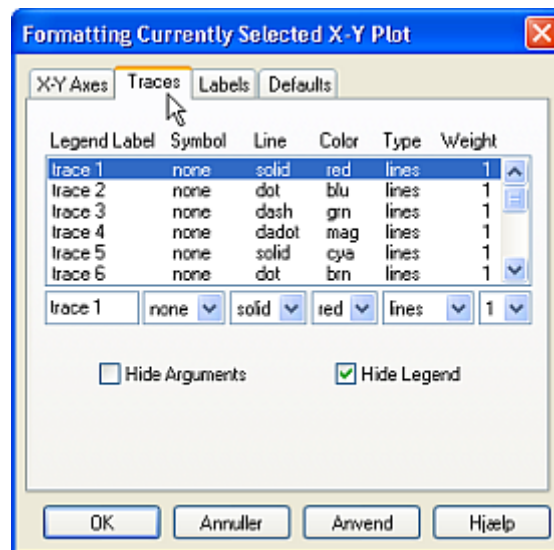 Formatting Currently Selected X-Y Plot
X-Y Axes Traces Labels Defaults
Legend Label Symbol Line Color Type Weight
trace 1 none solid red lines 1
trace 2 none dot blu lines 1
trace 3 none dash grn lines 1
trace 4 none dadot mag lines 1
trace 5 none solid cya lines 1
trace 6 none dot brn lines 1
trace 1 none solid red lines 1
Hide Arguments Hide Legend
OK Annuller Anvend Hjælp